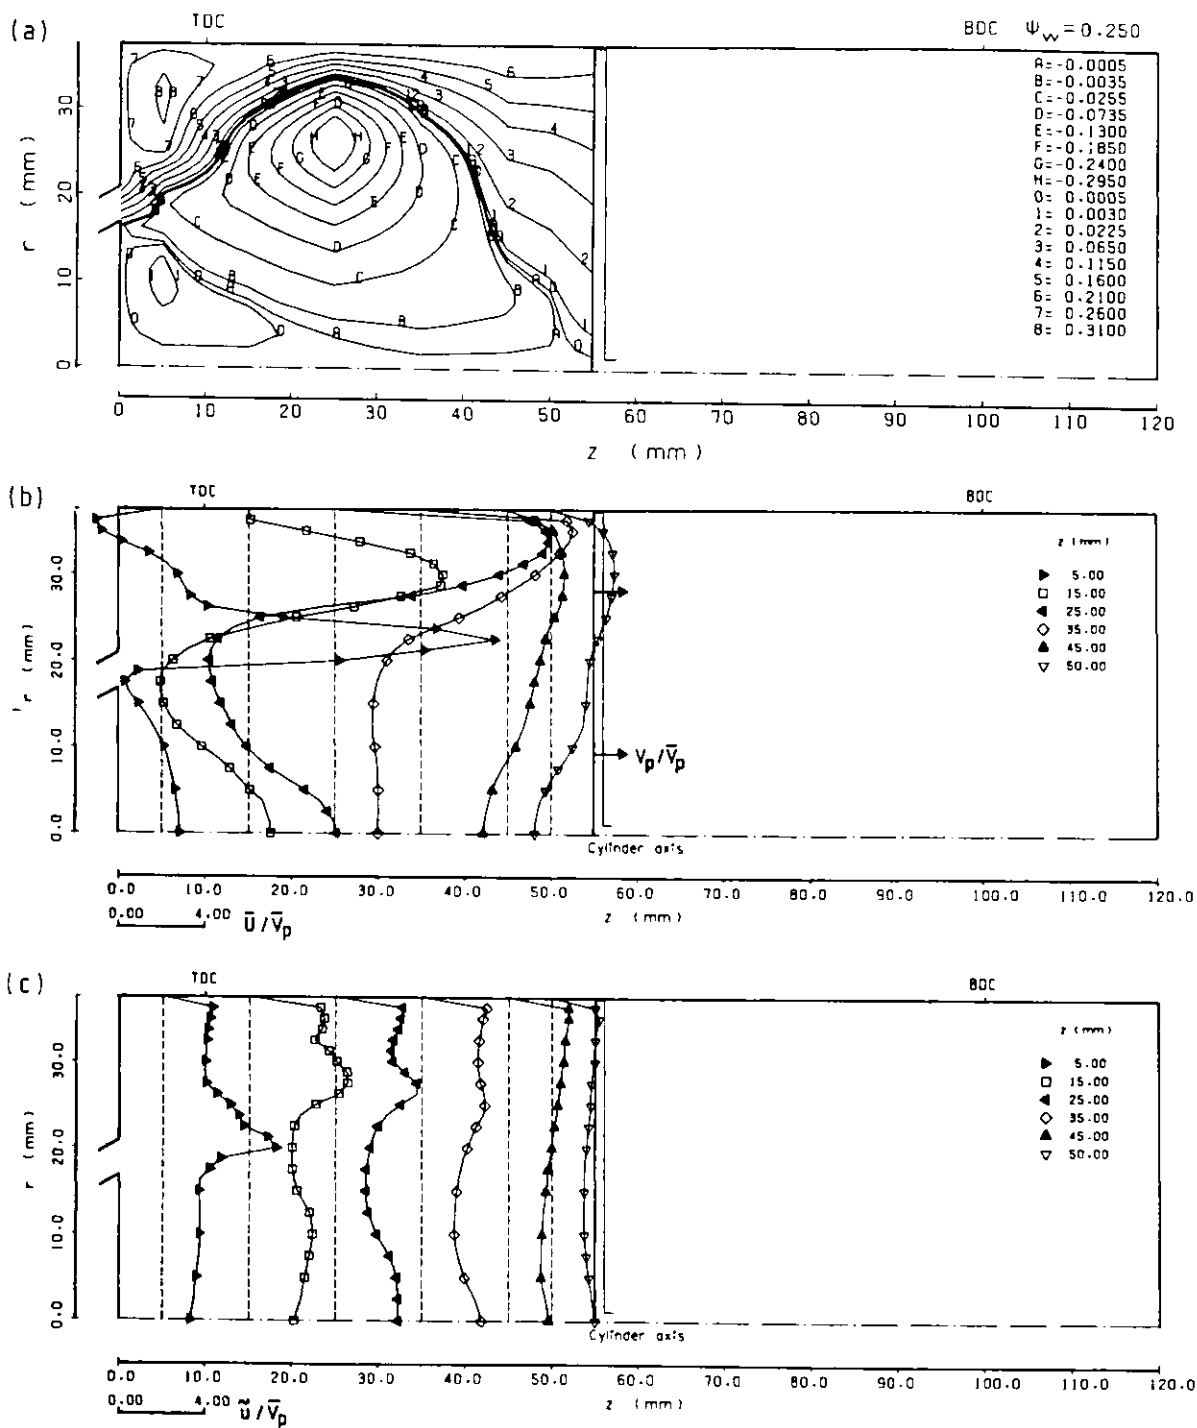 (a)
TDC
BDC Ψw=0.250
A=-0.0005
B=-0.0035
C=-0.0255
D=-0.0735
E=-0.1300
F=-0.1850
G=-0.2400
H=-0.2950
0= 0.0005
1= 0.0030
2= 0.0225
3= 0.0650
4= 0.1150
5= 0.1600
6= 0.2100
7= 0.2600
8= 0.3100
r (mm)
0 10 20 30
0 10 20 30 40 50 60 70 80 90 100 110 120
z (mm)
(b)
TDC
BDC
z (mm)
5.00
15.00
25.00
35.00
45.00
50.00
r (mm)
0.0 10.0 20.0 30.0
Vp/V̄p
Cylinder axis
0.0 10.0 20.0 30.0 40.0 50.0 60.0 70.0 80.0 90.0 100.0 110.0 120.0
0.00 4.00 Ū/V̄p
z (mm)
(c)
TDC
BDC
z (mm)
5.00
15.00
25.00
35.00
45.00
50.00
r (mm)
0.0 10.0 20.0 30.0
Cylinder axis
0.0 10.0 20.0 30.0 40.0 50.0 60.0 70.0 80.0 90.0 100.0 110.0 120.0
0.00 4.00 ũ/V̄p
z (mm)